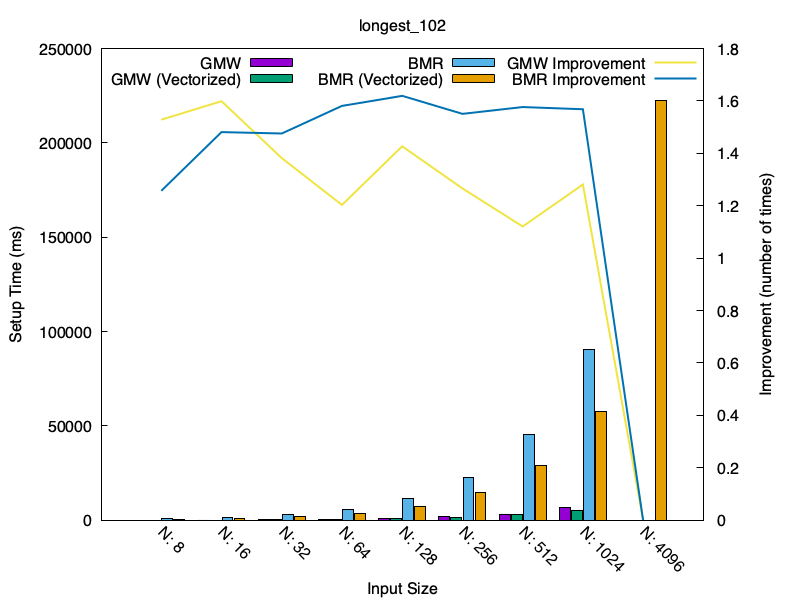 longest_102
GMW
GMW (Vectorized)
BMR
BMR (Vectorized)
GMW Improvement
BMR Improvement
250000
200000
150000
100000
50000
0
Setup Time (ms)
1.8
1.6
1.4
1.2
1
0.8
0.6
0.4
0.2
0
Improvement (number of times)
N: 8
N: 16
N: 32
N: 64
N: 128
N: 256
N: 512
N: 1024
N: 4096
Input Size